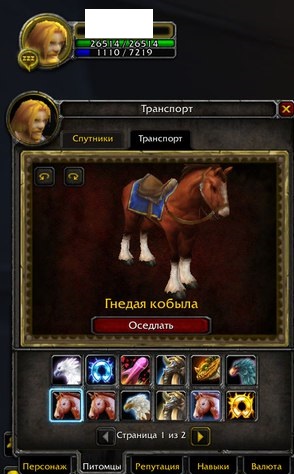 26514 / 26514
1110 / 7219
Транспорт
Спутники Транспорт
Гнедая кобыла
Оседлать
Страница 1 из 2
Персонаж Питомцы Репутация Навыки Валюта